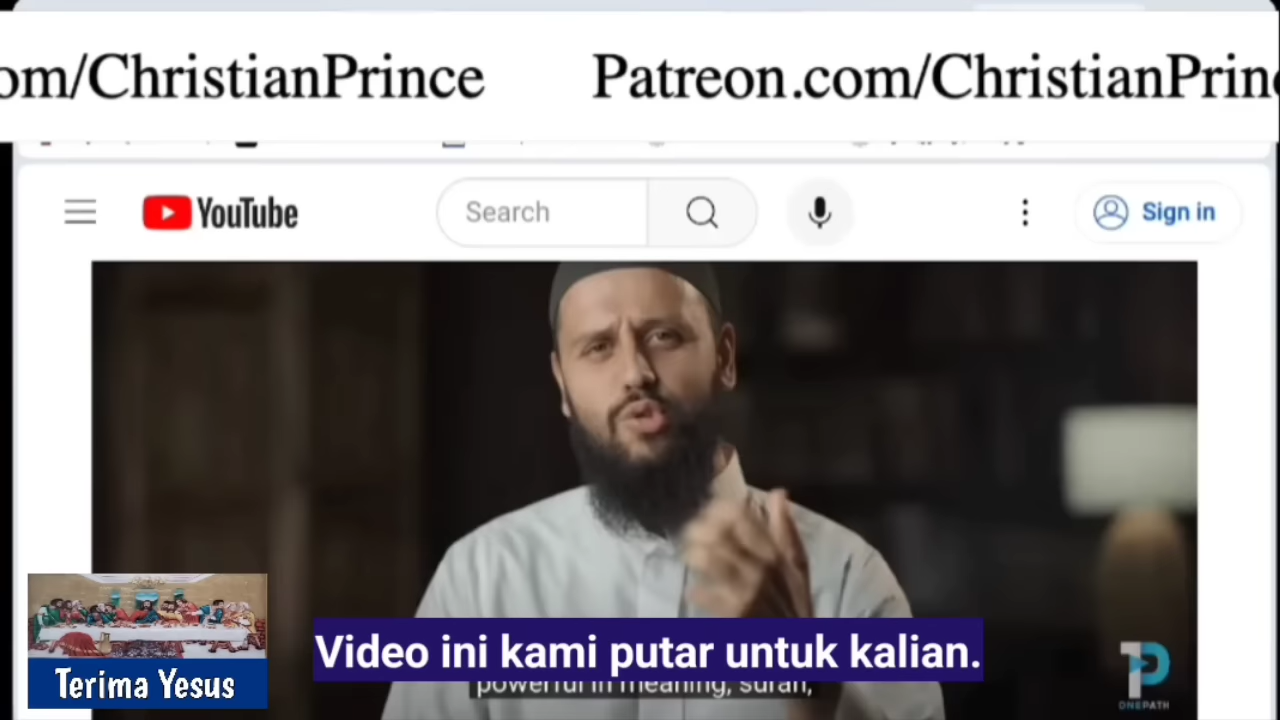 om/ChristianPrince Patreon.com/ChristianPrin
YouTube
Search
Sign in
Video ini kami putar untuk kalian.
powerful in meaning, surah,
Terima Yesus
ONEPATH